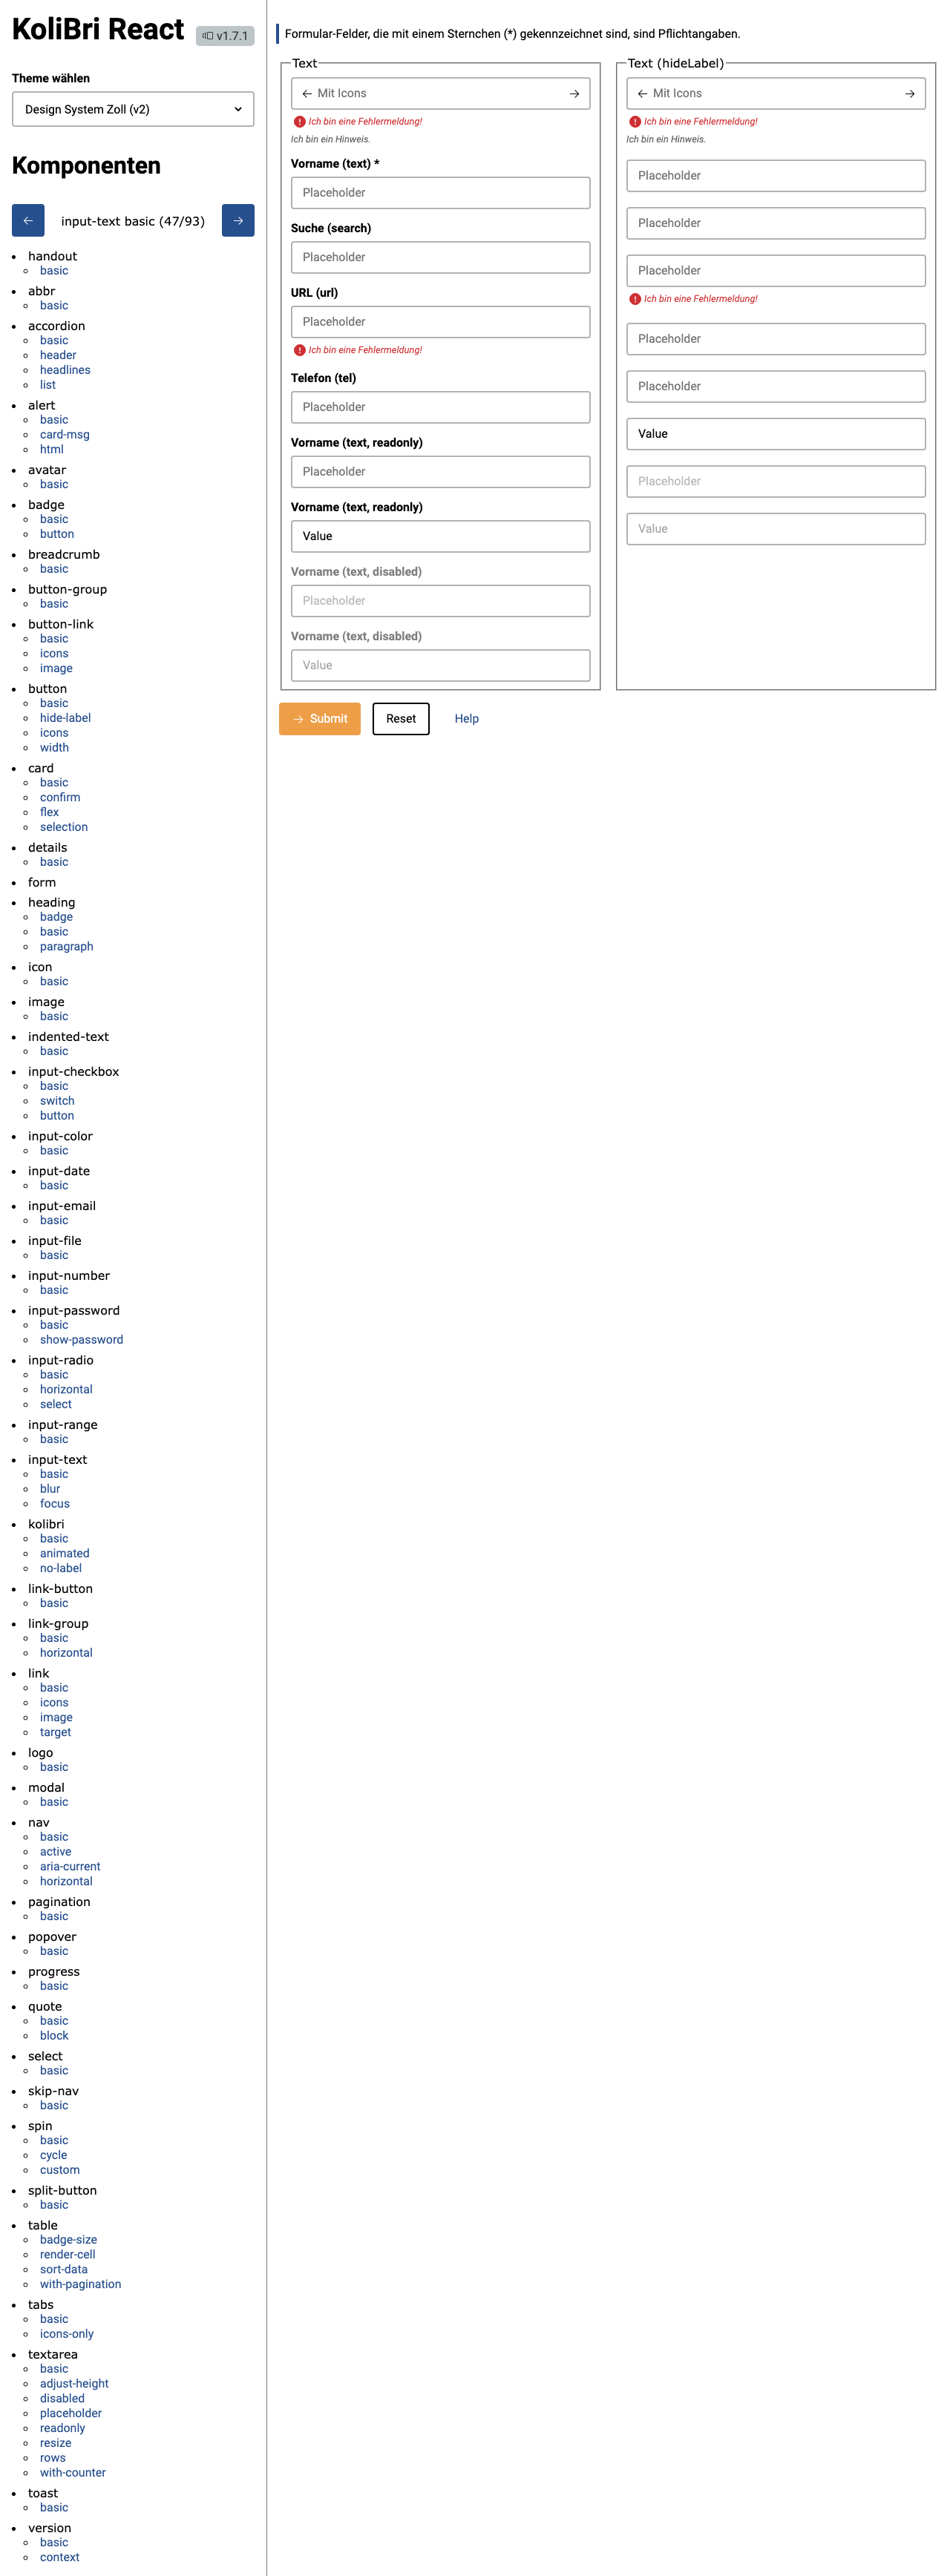 KoliBri React
v1.7.1
Theme wählen
Design System Zoll (v2)
Komponenten
←
input-text basic (47/93)
→
handout
basic
abbr
basic
accordion
basic
header
headlines
list
alert
basic
card-msg
html
avatar
basic
badge
basic
button
breadcrumb
basic
button-group
basic
button-link
basic
icons
image
button
basic
hide-label
icons
width
card
basic
confirm
flex
selection
details
basic
form
heading
badge
basic
paragraph
icon
basic
image
basic
indented-text
basic
input-checkbox
basic
switch
button
input-color
basic
input-date
basic
input-email
basic
input-file
basic
input-number
basic
input-password
basic
show-password
input-radio
basic
horizontal
select
input-range
basic
input-text
basic
blur
focus
kolibri
basic
animated
no-label
link-button
basic
link-group
basic
horizontal
link
basic
icons
image
target
logo
basic
modal
basic
nav
basic
active
aria-current
horizontal
pagination
basic
popover
basic
progress
basic
quote
basic
block
select
basic
skip-nav
basic
spin
basic
cycle
custom
split-button
basic
table
badge-size
render-cell
sort-data
with-pagination
tabs
basic
icons-only
textarea
basic
adjust-height
disabled
placeholder
readonly
resize
rows
with-counter
toast
basic
version
basic
context
Formular-Felder, die mit einem Sternchen (*) gekennzeichnet sind, sind Pflichtangaben.
Text
← Mit Icons →
Ich bin eine Fehlermeldung!
Ich bin ein Hinweis.
Vorname (text) *
Placeholder
Suche (search)
Placeholder
URL (url)
Placeholder
Ich bin eine Fehlermeldung!
Telefon (tel)
Placeholder
Vorname (text, readonly)
Placeholder
Vorname (text, readonly)
Value
Vorname (text, disabled)
Placeholder
Vorname (text, disabled)
Value
Text (hideLabel)
← Mit Icons →
Ich bin eine Fehlermeldung!
Ich bin ein Hinweis.
Placeholder
Placeholder
Placeholder
Ich bin eine Fehlermeldung!
Placeholder
Placeholder
Value
Placeholder
Value
→ Submit
Reset
Help